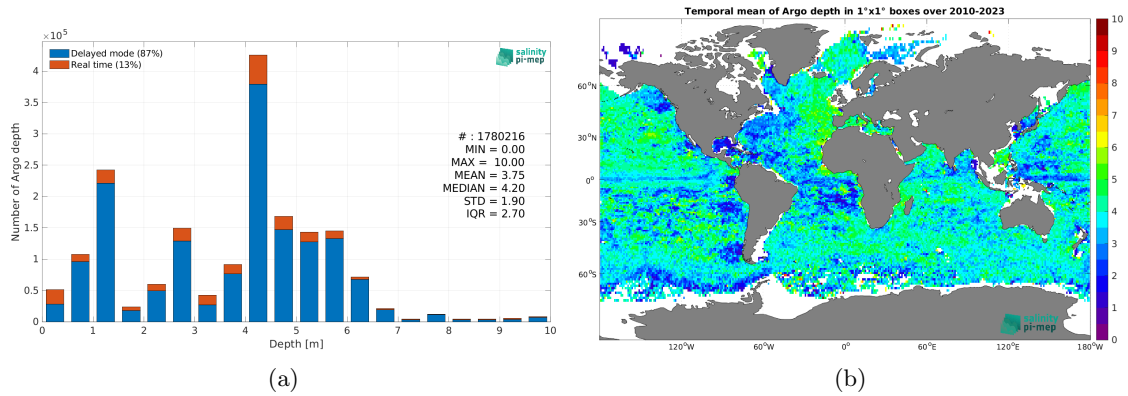 ×10⁵
Delayed mode (87%)
Real time (13%)
salinity
pi-mep
Number of Argo depth
4
3.5
3
2.5
2
1.5
1
0.5
0
# : 1780216
MIN = 0.00
MAX = 10.00
MEAN = 3.75
MEDIAN = 4.20
STD = 1.90
IQR = 2.70
0 1 2 3 4 5 6 7 8 9 10
Depth [m]
(a)
Temporal mean of Argo depth in 1°x1° boxes over 2010-2023
60°N
30°N
0°
30°S
60°S
120°W 60°W 0° 60°E 120°E 180°W
salinity
pi-mep
10
9
8
7
6
5
4
3
2
1
0
(b)